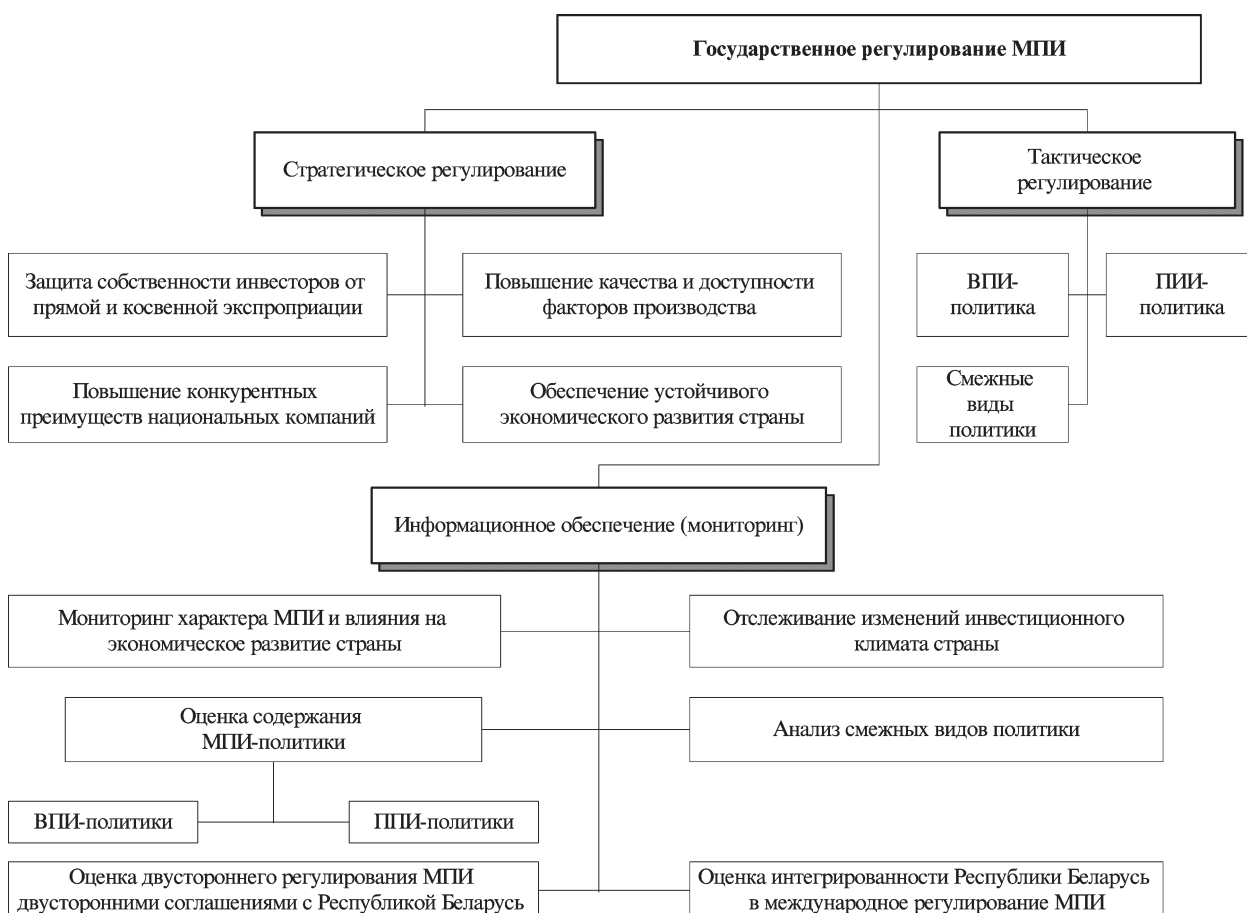 Государственное регулирование МПИ
Стратегическое регулирование
Тактическое
регулирование
Защита собственности инвесторов от
прямой и косвенной экспроприации
Повышение качества и доступности
факторов производства
ВПИ-
политика
ПИИ-
политика
Повышение конкурентных
преимуществ национальных компаний
Обеспечение устойчивого
экономического развития страны
Смежные
виды
политики
Информационное обеспечение (мониторинг)
Мониторинг характера МПИ и влияния на
экономическое развитие страны
Отслеживание изменений инвестиционного
климата страны
Оценка содержания
МПИ-политики
Анализ смежных видов политики
ВПИ-политики
ППИ-политики
Оценка двустороннего регулирования МПИ
двусторонними соглашениями с Республикой Беларусь
Оценка интегрированности Республики Беларусь
в международное регулирование МПИ